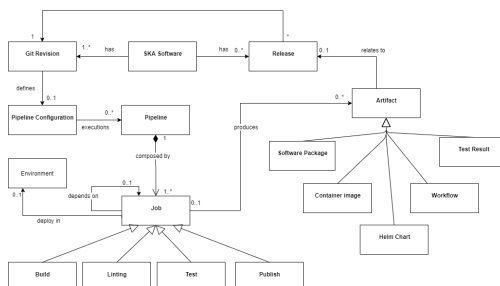 1
*
Git Revision
1..*
has
SKA Software
has
0..*
Release
0..1
relates to
defines
0..1
Pipeline Configuration
0..*
executions
Pipeline
1
produces
0..*
Artifact
composed by
Software Package
Test Result
Environment
0..1
depends on
0..1
1..*
Container image
Workflow
Job
0..1
deploy in
Helm Chart
Build
Linting
Test
Publish